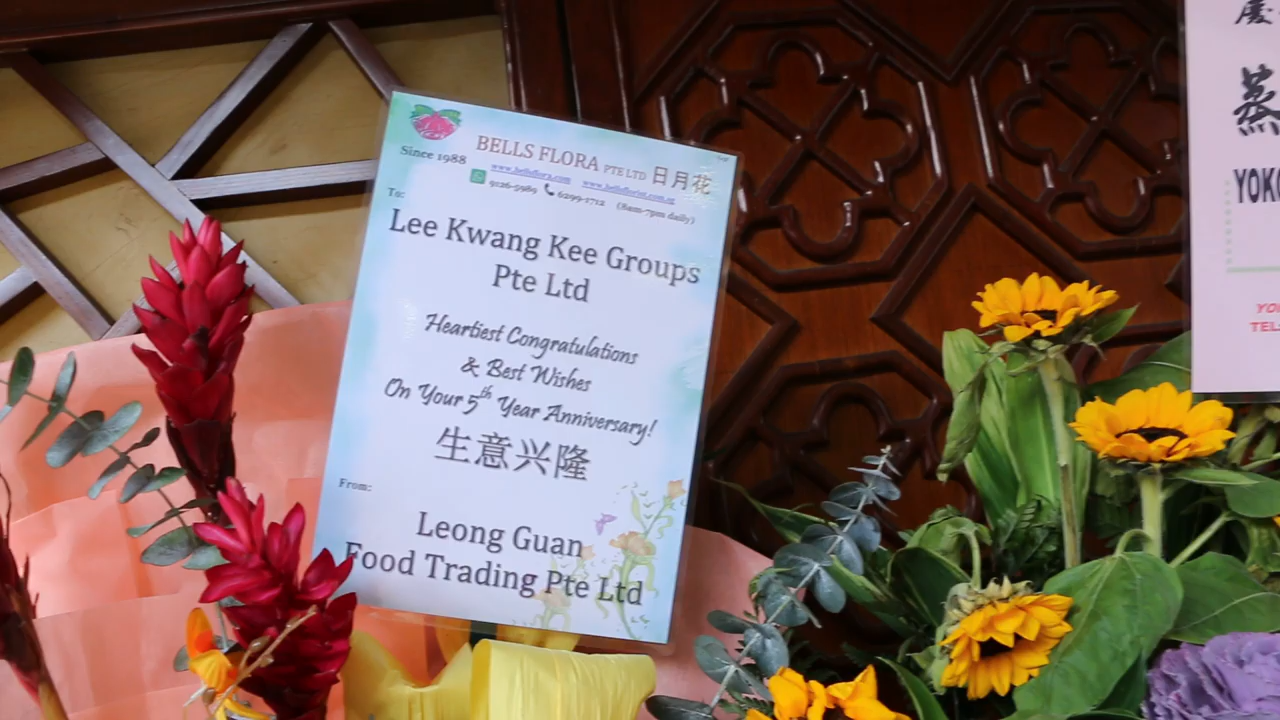 BELLS FLORA PTE LTD 日月花
Since 1988
www.bellsflora.com www.bellsflorist.com.sg
9126-5989 6299-1712 (8am-7pm daily)
To:
Lee Kwang Kee Groups
Pte Ltd
Heartiest Congratulations
& Best Wishes
On Your 5th Year Anniversary!
生意兴隆
From:
Leong Guan
Food Trading Pte Ltd
蒸
YOKO